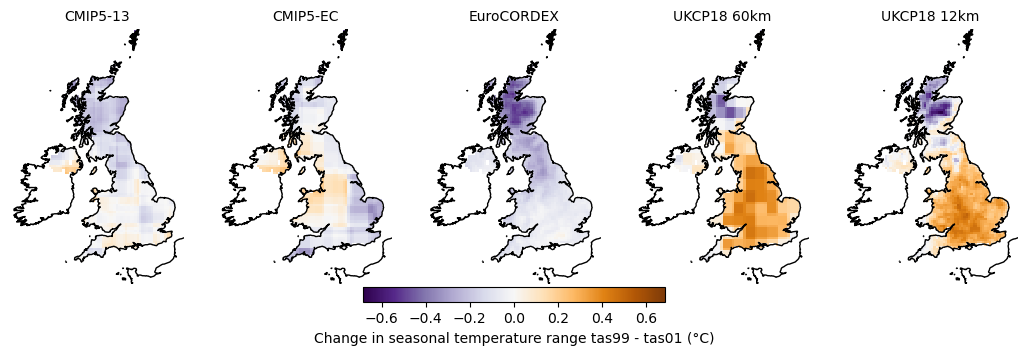 CMIP5-13 CMIP5-EC EuroCORDEX UKCP18 60km UKCP18 12km
−0.6 −0.4 −0.2 0.0 0.2 0.4 0.6
Change in seasonal temperature range tas99 - tas01 (°C)